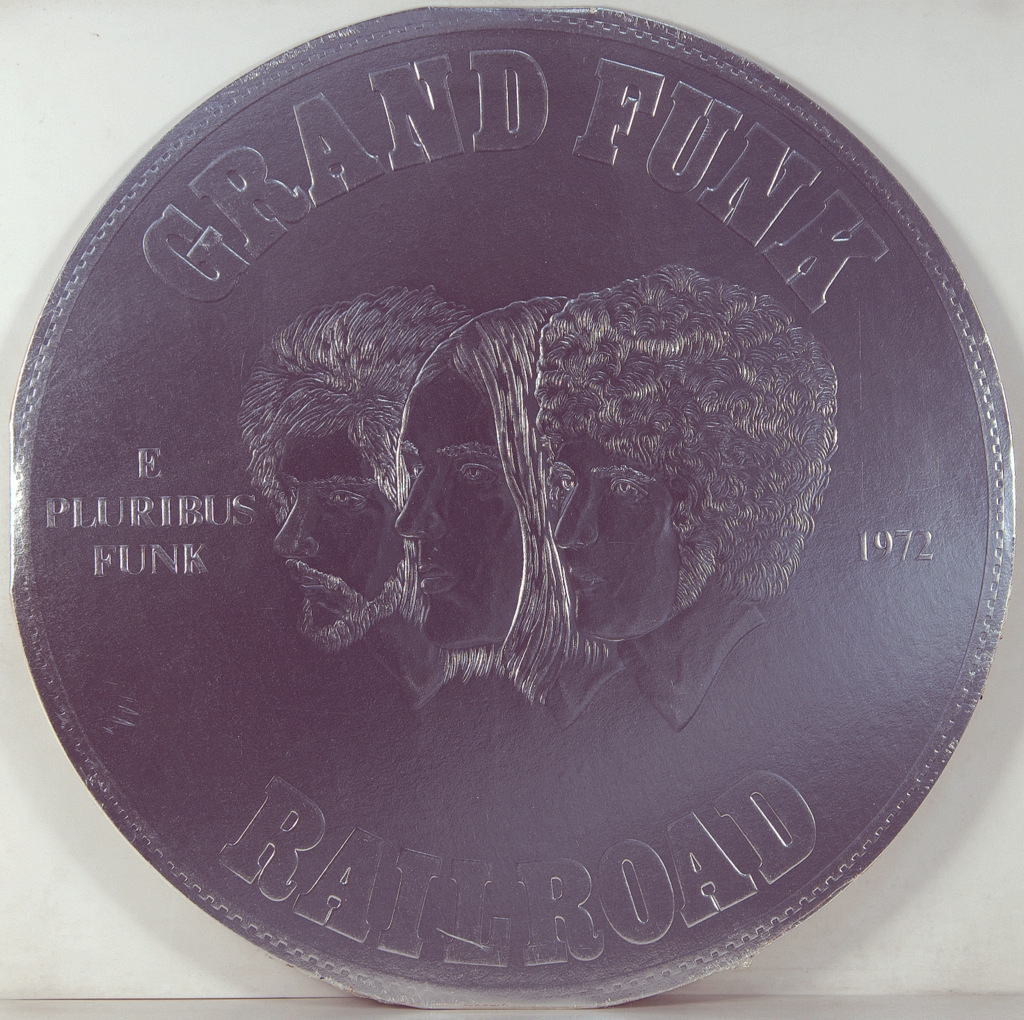 GRAND FUNK
E
PLURIBUS
FUNK
1972
RAILROAD